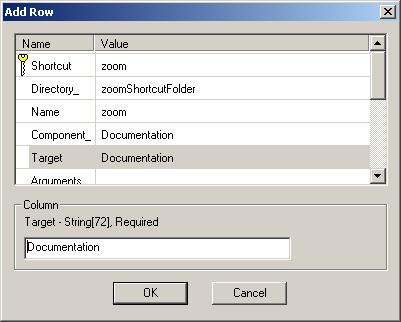 Add Row
Name Value
Shortcut zoom
Directory_ zoomShortcutFolder
Name zoom
Component_ Documentation
Target Documentation
Arguments
Column
Target - String[72], Required
Documentation
OK Cancel